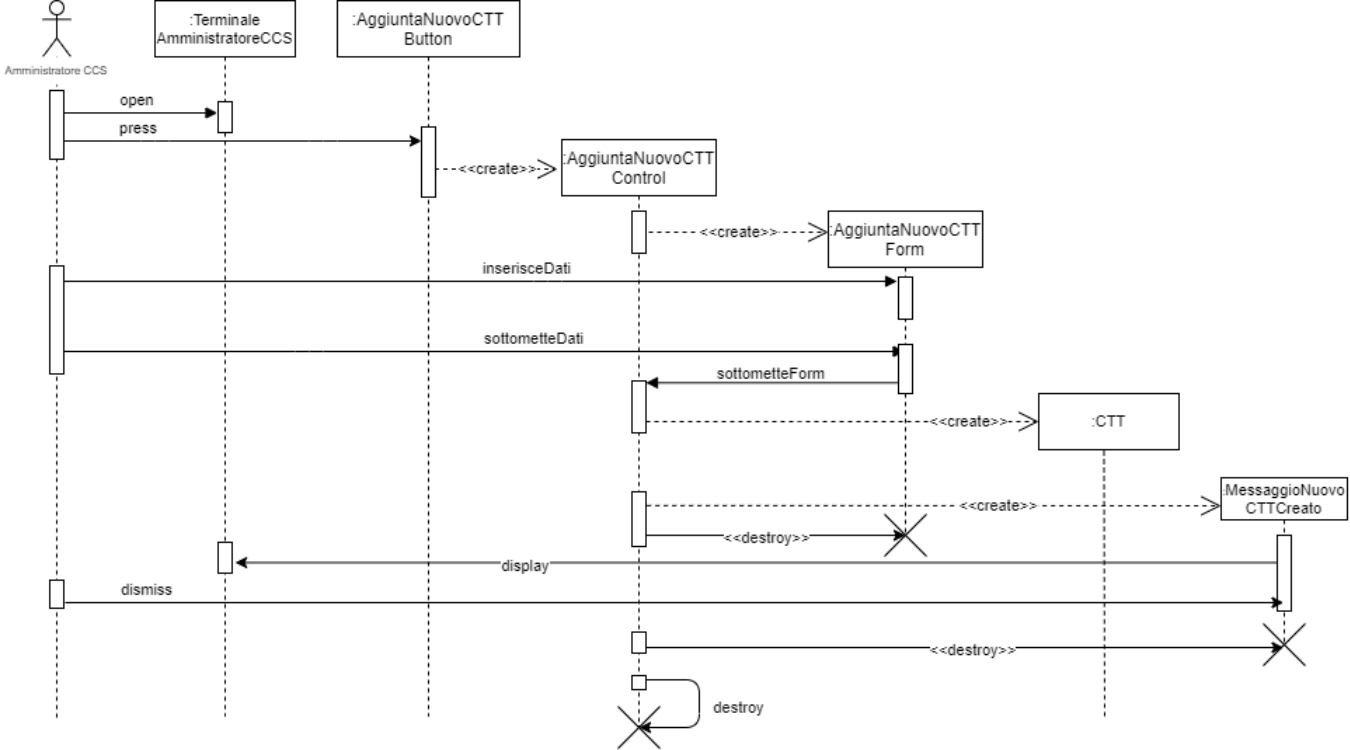 :Terminale
AmministratoreCCS
:AggiuntaNuovoCTT
Button
Amministratore CCS
open
press
<<create>>
:AggiuntaNuovoCTT
Control
<<create>>
:AggiuntaNuovoCTT
Form
inserisceDati
sottometteDati
sottometteForm
<<create>>
:CTT
:MessaggioNuovo
CTTCreato
<<create>>
<<destroy>>
display
dismiss
<<destroy>>
destroy